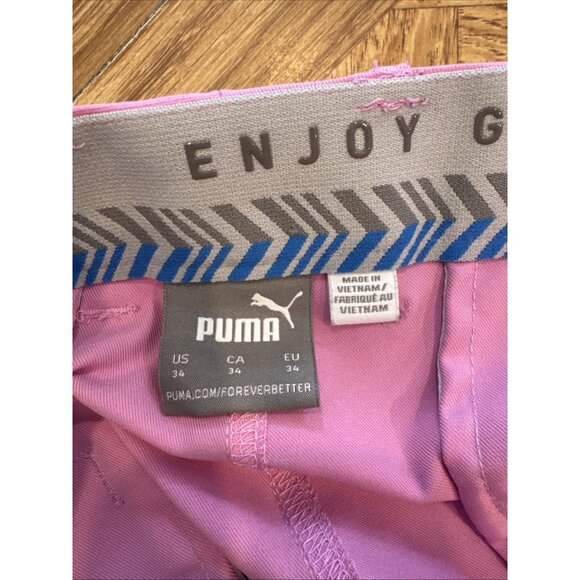 ENJOY G
MADE IN
VIETNAM/
FABRIQUÉ AU
VIETNAM
PUMA
US CA EU
34 34 34
PUMA.COM/FOREVERBETTER